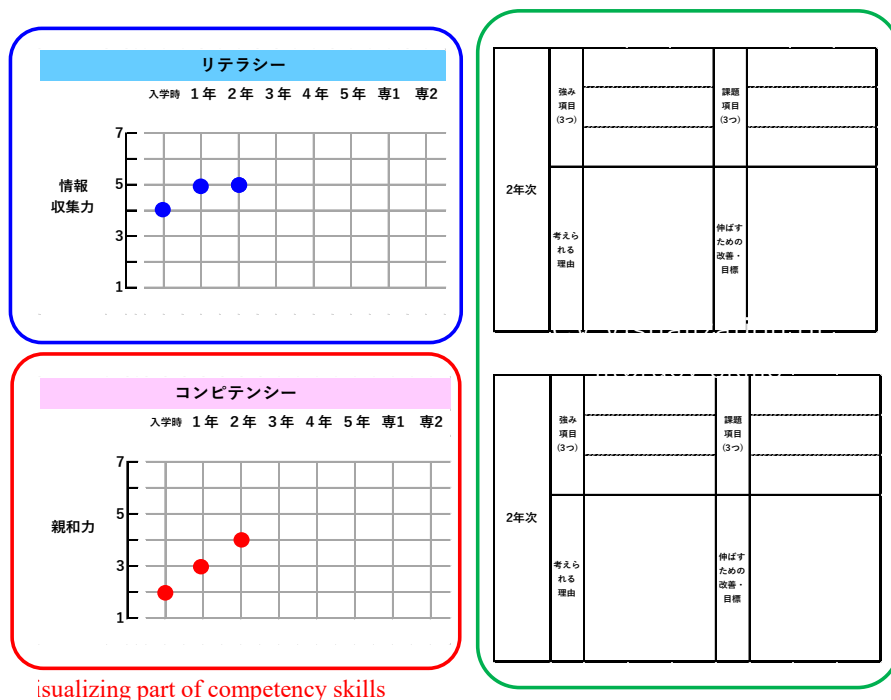 リテラシー
入学時 1年 2年 3年 4年 5年 専1 専2
7
情報
収集力
5
3
1
コンピテンシー
入学時 1年 2年 3年 4年 5年 専1 専2
7
5
親和力
3
1
isualizing part of competency skills
2年次
強み
項目
(3つ)
課題
項目
(3つ)
考えら
れる
理由
伸ばす
ための
改善・
目標
2年次
強み
項目
(3つ)
課題
項目
(3つ)
考えら
れる
理由
伸ばす
ための
改善・
目標